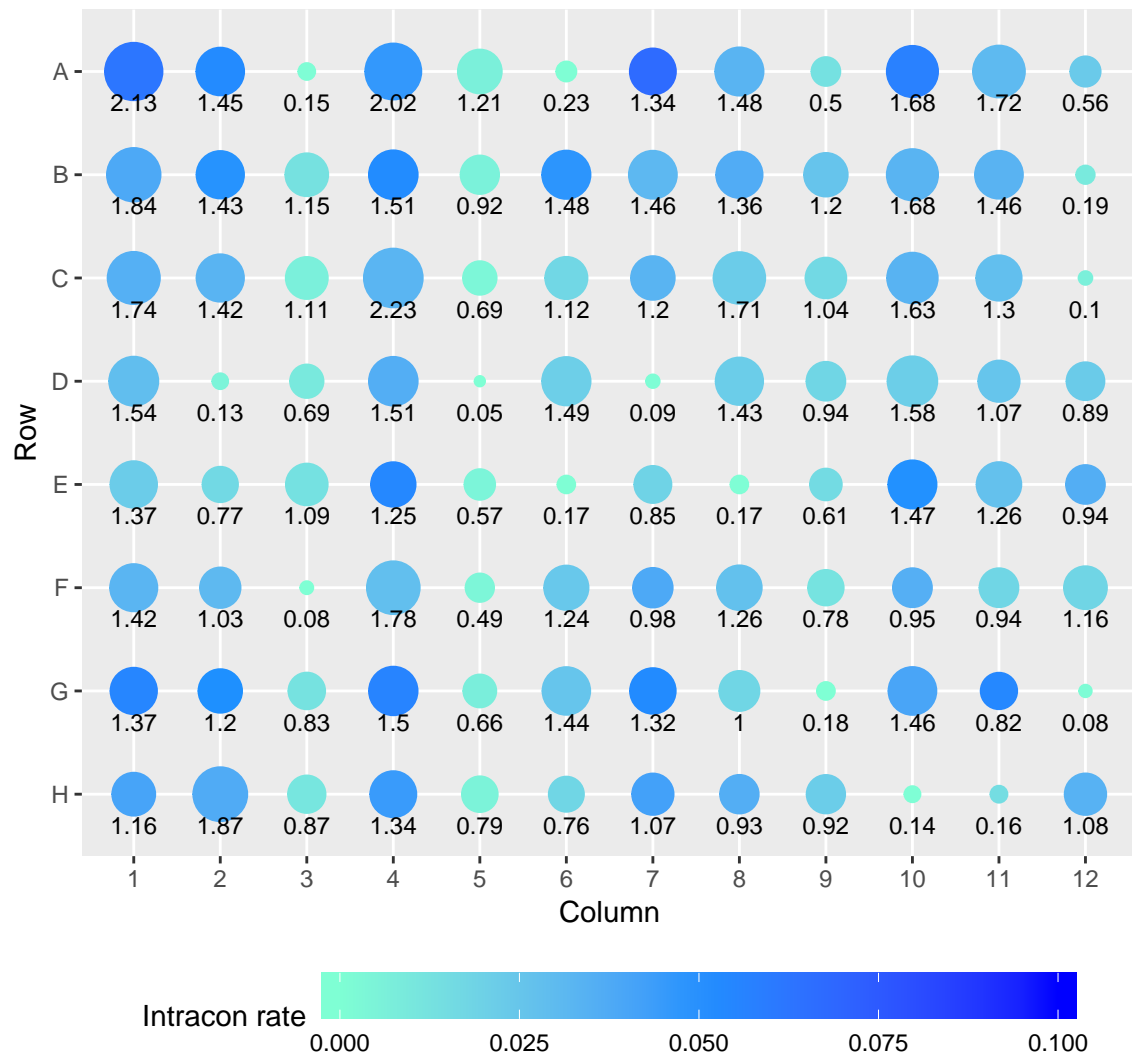 A
2.13 1.45 0.15 2.02 1.21 0.23 1.34 1.48 0.5 1.68 1.72 0.56
B
1.84 1.43 1.15 1.51 0.92 1.48 1.46 1.36 1.2 1.68 1.46 0.19
C
1.74 1.42 1.11 2.23 0.69 1.12 1.2 1.71 1.04 1.63 1.3 0.1
D
1.54 0.13 0.69 1.51 0.05 1.49 0.09 1.43 0.94 1.58 1.07 0.89
Row
E
1.37 0.77 1.09 1.25 0.57 0.17 0.85 0.17 0.61 1.47 1.26 0.94
F
1.42 1.03 0.08 1.78 0.49 1.24 0.98 1.26 0.78 0.95 0.94 1.16
G
1.37 1.2 0.83 1.5 0.66 1.44 1.32 1 0.18 1.46 0.82 0.08
H
1.16 1.87 0.87 1.34 0.79 0.76 1.07 0.93 0.92 0.14 0.16 1.08
1 2 3 4 5 6 7 8 9 10 11 12
Column
Intracon rate
0.000 0.025 0.050 0.075 0.100